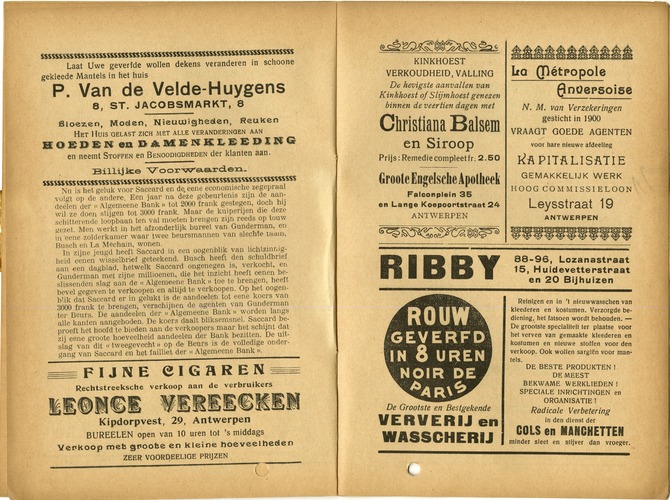 Laat Uwe geverfde wollen dekens veranderen in schoone
gekleede Mantels in het huis
P. Van de Velde-Huygens
8, ST. JACOBSMARKT, 8
Bloezen, Moden, Nieuwigheden, Reuken
Het Huis gelast zich met alle veranderingen aan
HOEDEN en DAMENKLEEDING
en neemt Stoffen en Benoodigheden der klanten aan.
Billijke Voorwaarden.
Nu is het geluk voor Saccard en de eene economische zegepraal
volgt op de andere. Een jaar na deze gebeurtenis zijn de aan-
deelen der « Algemeene Bank » tot 2000 frank gestegen, doch hij
wil ze doen stijgen tot 3000 frank. Maar de kuiperijen die deze
schitterende loopbaan ten val moeten brengen zijn reeds op touw
gezet. Men werkt in het afzonderlijk bureel van Gunderman, en
in eene zolderkamer waar twee beursmannen van slechte faam,
Busch en La Méchain, wonen.
In zijne jeugd heeft Saccard in een oogenblik van lichtzinnig-
heid eenen wisselbrief geteekend. Busch heeft den schuldbrief
aan een dagblad, hetwelk Saccard ongenegen is, verkocht, en
Gunderman met zijne millioenen, die het inzicht heeft eenen be-
slissenden slag aan de « Algemeene Bank » toe te brengen, heeft
bevel gegeven te verkoopen en altijd te verkoopen. Op het oogen-
blik dat Saccard er in gelukt is de aandeelen tot eene koers van
3000 frank te brengen, verschijnen de agenten van Gunderman
ter Beurs. De aandeelen der « Algemeene Bank » worden langs
alle kanten aangeboden. De koers daalt bliksemsnel. Saccard be-
proeft het hoofd te bieden aan de verkoopers maar het schijnt dat
zij eene groote hoeveelheid aandeelen der Bank bezitten. De uit-
slag van dit « tweegevecht » op de Beurs is de volledige onder-
gang van Saccard en het failliet der « Algemeene Bank ».
FIJNE CIGAREN
Rechtstreeksche verkoop aan de verbruikers
LEONCE VEREECKEN
Kipdorpvest, 29, Antwerpen
BUREELEN open van 10 uren tot 's middags
Verkoop met groote en kleine hoeveelheden
ZEER VOORDEELIGE PRIJZEN
KINKHOEST
VERKOUDHEID, VALLING
De hevigste aanvallen van
Kinkhoest of Slijmhoest genezen
binnen de veertien dagen met
Christiana Balsem
en Siroop
Prijs: Remedie compleet fr. 2.50
Groote Engelsche Apotheek
Falconplein 35
en Lange Koepoortstraat 24
ANTWERPEN
La Métropole
Anversoise
N. M. van Verzekeringen
gesticht in 1900
VRAAGT GOEDE AGENTEN
voor hare nieuwe afdeeling
KAPITALISATIE
GEMAKKELIJK WERK
HOOG COMMISSIELOON
Leysstraat 19
ANTWERPEN
RIBBY
88-96, Lozanastraat
15, Huidevetterstraat
en 20 Bijhuizen
ROUW
GEVERFD
IN 8 UREN
NOIR DE
PARIS
De Grootste en Bestgekende
VERVERIJ en
WASSCHERIJ
Reinigen en in 't nieuwwasschen van
kleederen en kostumen. Verzorgde be-
diening, het fatsoen wordt behouden. —
De grootste specialiteit ter plaatse voor
het verven van gemaakte kleederen en
kostumen en nieuwe stoffen voor den
verkoop. Ook wollen sargiën voor man-
tels.
DE BESTE PRODUKTEN !
DE MEEST
BEKWAME WERKLIEDEN !
SPECIALE INRICHTINGEN en
ORGANISATIE !
Radicale Verbetering
in den dienst der
COLS en MANCHETTEN
minder sleet en stijver dan vroeger.